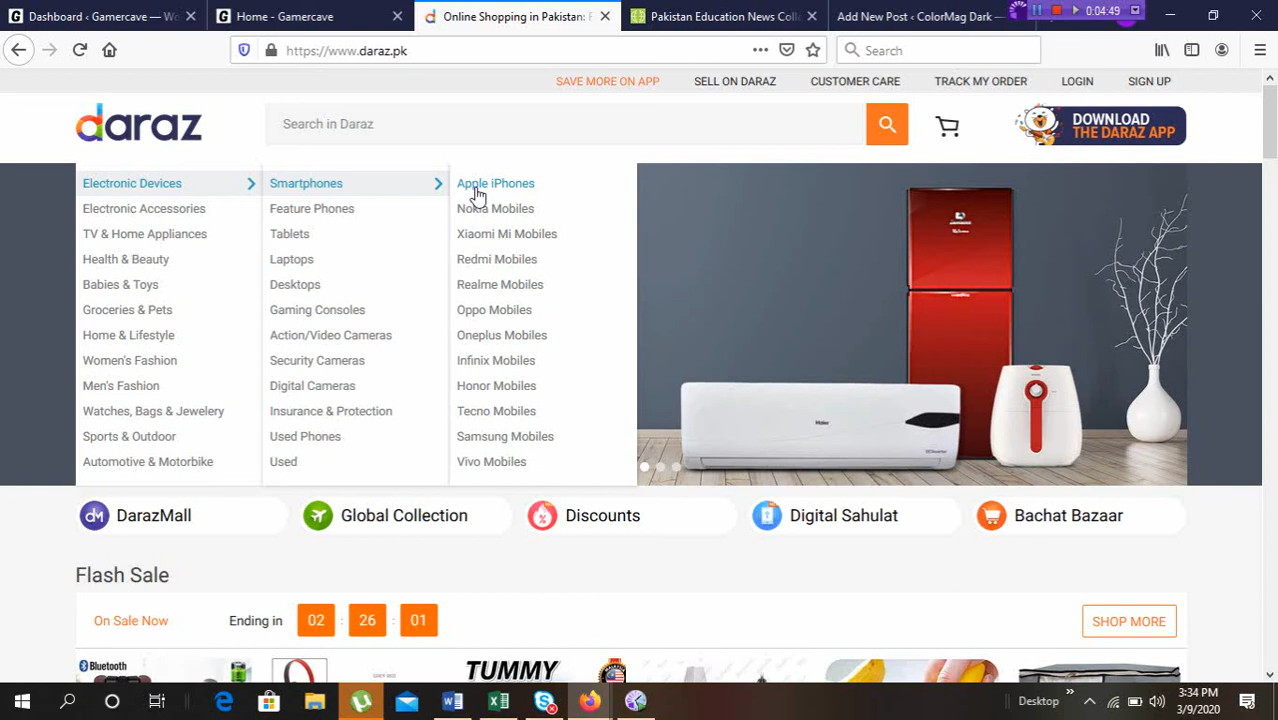 Dashboard ‹ Gamercave — Wo
Home - Gamercave
Online Shopping in Pakistan: F
Pakistan Education News Coll
Add New Post ‹ ColorMag Dark —
0:04:49
https://www.daraz.pk
Search
SAVE MORE ON APP
SELL ON DARAZ
CUSTOMER CARE
TRACK MY ORDER
LOGIN
SIGN UP
daraz
Search in Daraz
DOWNLOAD
THE DARAZ APP
Electronic Devices
Electronic Accessories
TV & Home Appliances
Health & Beauty
Babies & Toys
Groceries & Pets
Home & Lifestyle
Women's Fashion
Men's Fashion
Watches, Bags & Jewelery
Sports & Outdoor
Automotive & Motorbike
Smartphones
Feature Phones
Tablets
Laptops
Desktops
Gaming Consoles
Action/Video Cameras
Security Cameras
Digital Cameras
Insurance & Protection
Used Phones
Used
Apple iPhones
Nokia Mobiles
Xiaomi Mi Mobiles
Redmi Mobiles
Realme Mobiles
Oppo Mobiles
Oneplus Mobiles
Infinix Mobiles
Honor Mobiles
Tecno Mobiles
Samsung Mobiles
Vivo Mobiles
Haier
DarazMall
Global Collection
Discounts
Digital Sahulat
Bachat Bazaar
Flash Sale
On Sale Now
Ending in
02 : 26 : 01
SHOP MORE
Bluetooth
TUMMY
Desktop
3:34 PM
3/9/2020